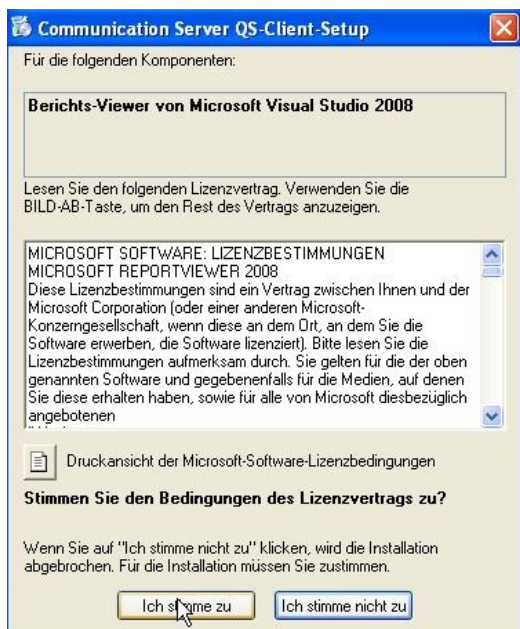 Communication Server QS-Client-Setup
Für die folgenden Komponenten:
Berichts-Viewer von Microsoft Visual Studio 2008
Lesen Sie den folgenden Lizenzvertrag. Verwenden Sie die
BILD-AB-Taste, um den Rest des Vertrags anzuzeigen.
MICROSOFT SOFTWARE: LIZENZBESTIMMUNGEN
MICROSOFT REPORTVIEWER 2008
Diese Lizenzbestimmungen sind ein Vertrag zwischen Ihnen und der
Microsoft Corporation (oder einer anderen Microsoft-
Konzerngesellschaft, wenn diese an dem Ort, an dem Sie die
Software erwerben, die Software lizenziert). Bitte lesen Sie die
Lizenzbestimmungen aufmerksam durch. Sie gelten für die der oben
genannten Software und gegebenenfalls für die Medien, auf denen
Sie diese erhalten haben, sowie für alle von Microsoft diesbezüglich
angebotenen
Druckansicht der Microsoft-Software-Lizenzbedingungen
Stimmen Sie den Bedingungen des Lizenzvertrags zu?
Wenn Sie auf "Ich stimme nicht zu" klicken, wird die Installation
abgebrochen. Für die Installation müssen Sie zustimmen.
Ich stimme zu
Ich stimme nicht zu